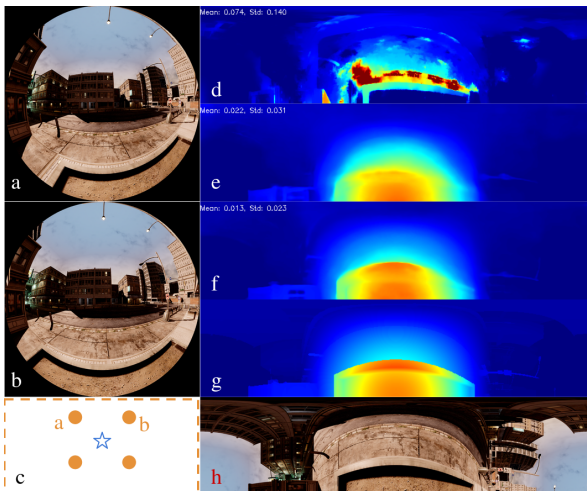 a
Mean: 0.074, Std: 0.140
d
Mean: 0.022, Std: 0.031
e
b
Mean: 0.013, Std: 0.023
f
g
a
b
c
h